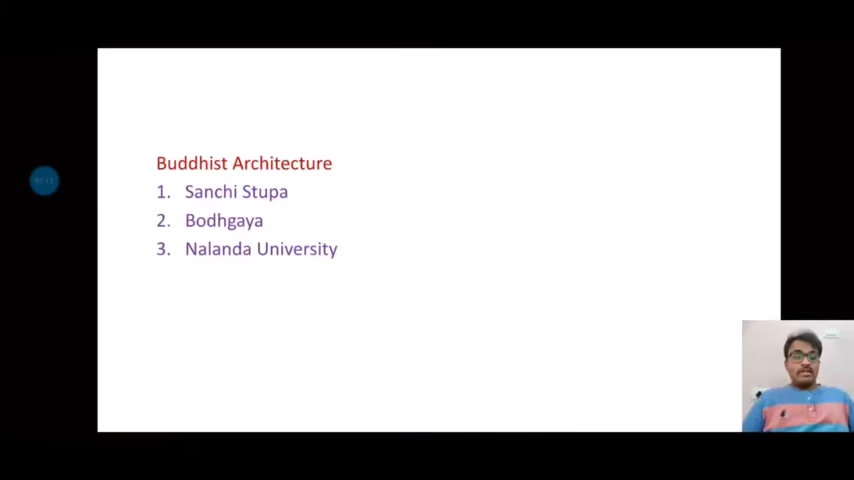 Buddhist Architecture
1. Sanchi Stupa
2. Bodhgaya
3. Nalanda University